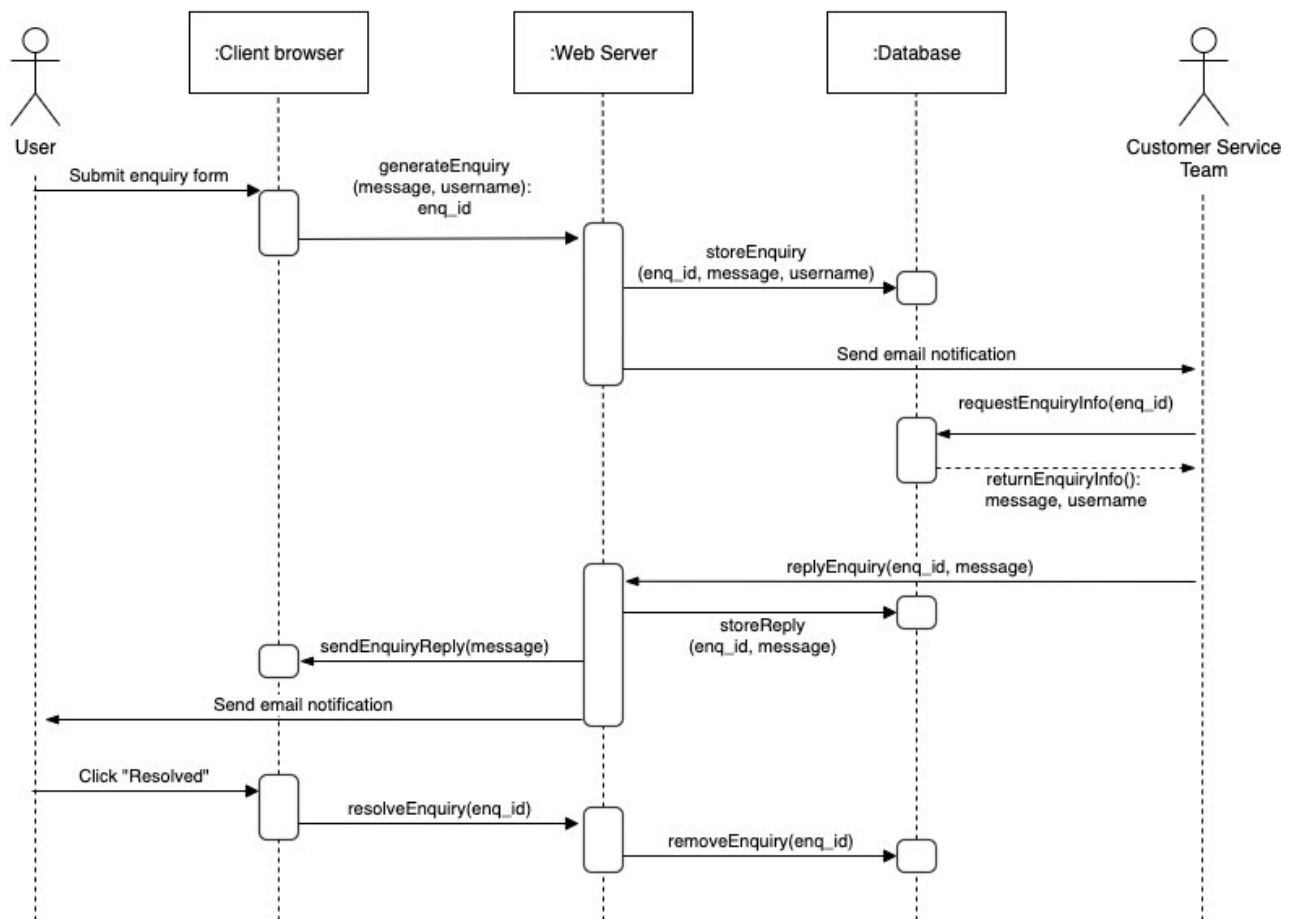 :Client browser
:Web Server
:Database
User
Customer Service
Team
Submit enquiry form
generateEnquiry
(message, username):
enq_id
storeEnquiry
(enq_id, message, username)
Send email notification
requestEnquiryInfo(enq_id)
returnEnquiryInfo():
message, username
replyEnquiry(enq_id, message)
storeReply
(enq_id, message)
sendEnquiryReply(message)
Send email notification
Click "Resolved"
resolveEnquiry(enq_id)
removeEnquiry(enq_id)